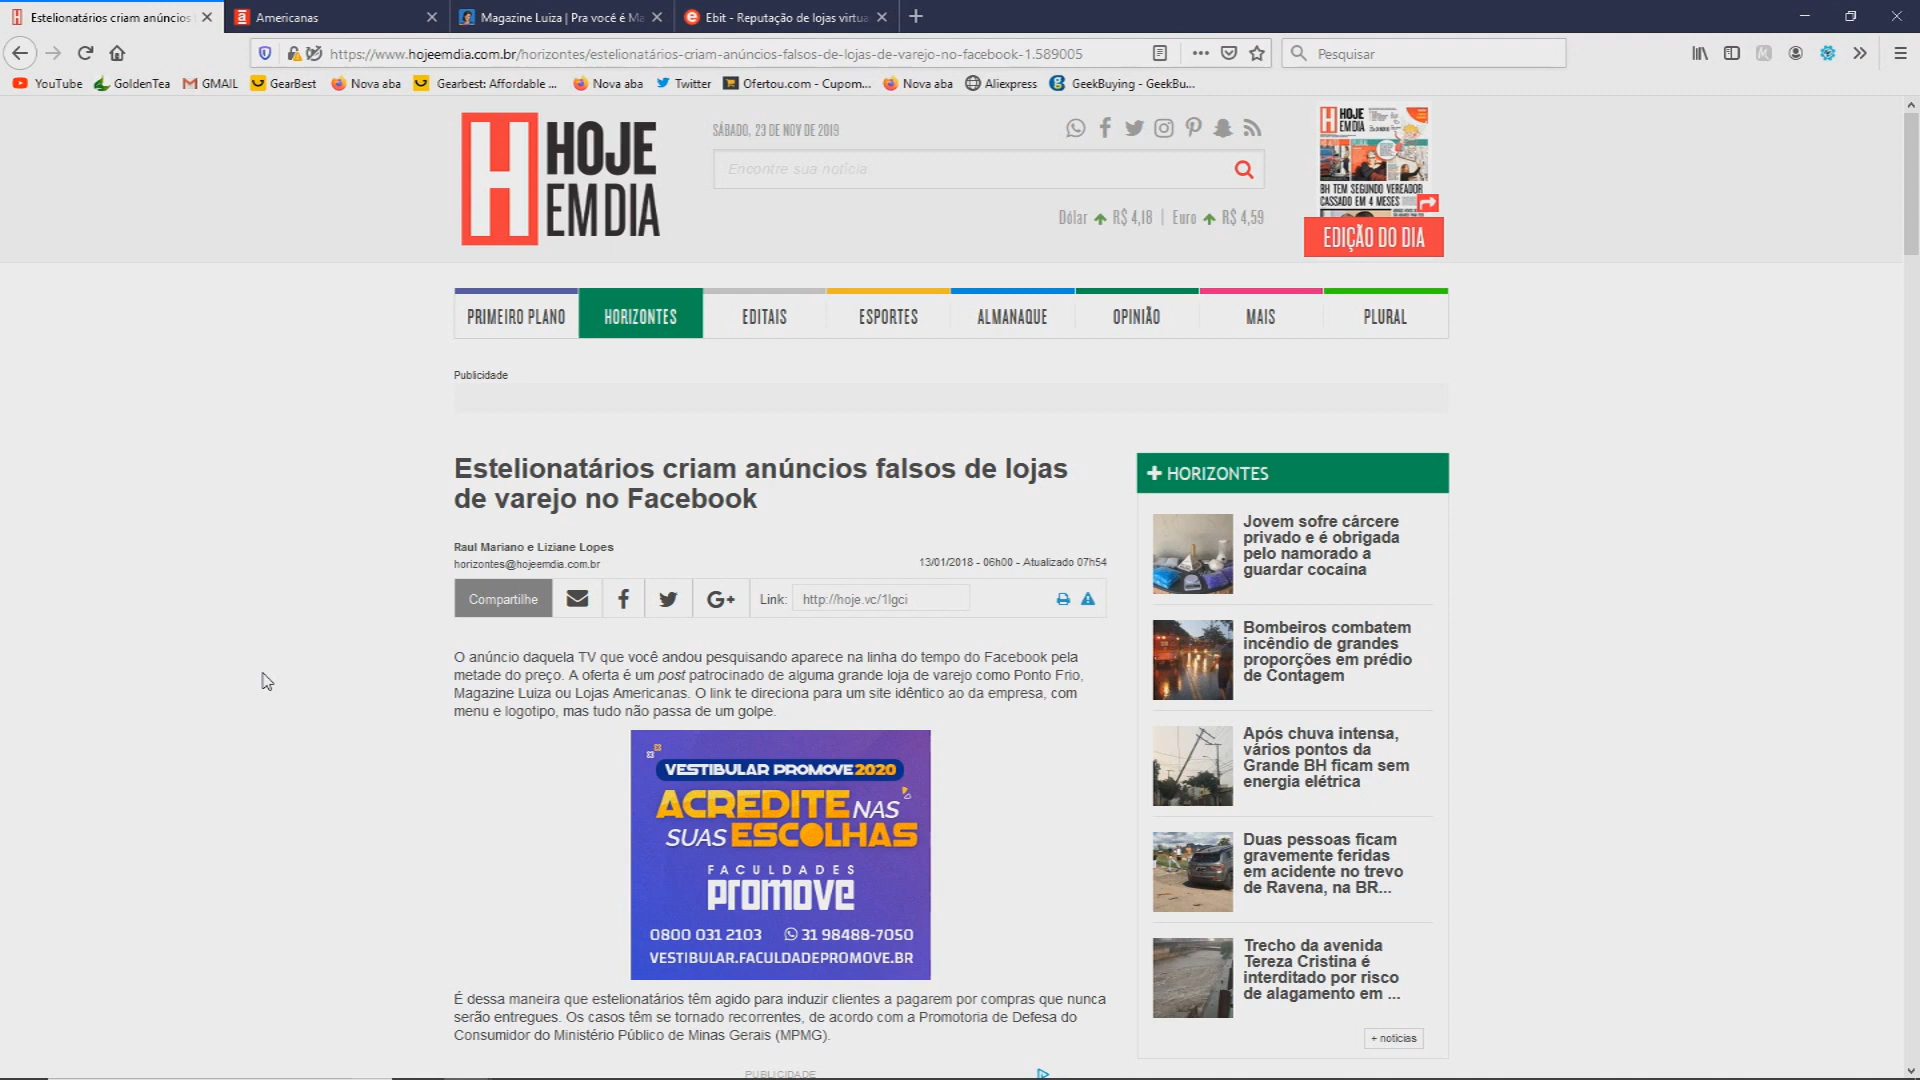 Estelionatários criam anúncios
Americanas
Magazine Luiza | Pra você é Ma
Ebit - Reputação de lojas virtua
https://www.hojeemdia.com.br/horizontes/estelionatários-criam-anúncios-falsos-de-lojas-de-varejo-no-facebook-1.589005
Pesquisar
YouTube
GoldenTea
GMAIL
GearBest
Nova aba
Gearbest: Affordable ...
Nova aba
Twitter
Ofertou.com - Cupom...
Nova aba
Aliexpress
GeekBuying - GeekBu...
HOJE
EM DIA
SÁBADO, 23 DE NOV DE 2019
Encontre sua notícia
Dólar R$ 4,18 | Euro R$ 4,59
HOJE
EM DIA
BH TEM SEGUNDO VEREADOR
CASSADO EM 4 MESES
EDIÇÃO DO DIA
PRIMEIRO PLANO
HORIZONTES
EDITAIS
ESPORTES
ALMANAQUE
OPINIÃO
MAIS
PLURAL
Publicidade
Estelionatários criam anúncios falsos de lojas
de varejo no Facebook
Raul Mariano e Liziane Lopes
horizontes@hojeemdia.com.br
13/01/2018 - 06h00 - Atualizado 07h54
Compartilhe
G+
Link: http://hoje.vc/1lgci
O anúncio daquela TV que você andou pesquisando aparece na linha do tempo do Facebook pela
metade do preço. A oferta é um post patrocinado de alguma grande loja de varejo como Ponto Frio,
Magazine Luiza ou Lojas Americanas. O link te direciona para um site idêntico ao da empresa, com
menu e logotipo, mas tudo não passa de um golpe.
VESTIBULAR PROMOVE 2020
ACREDITE NAS
SUAS ESCOLHAS
FACULDADES
promove
0800 031 2103 31 98488-7050
VESTIBULAR.FACULDADEPROMOVE.BR
É dessa maneira que estelionatários têm agido para induzir clientes a pagarem por compras que nunca
serão entregues. Os casos têm se tornado recorrentes, de acordo com a Promotoria de Defesa do
Consumidor do Ministério Público de Minas Gerais (MPMG).
PUBLICIDADE
+ HORIZONTES
Jovem sofre cárcere
privado e é obrigada
pelo namorado a
guardar cocaína
Bombeiros combatem
incêndio de grandes
proporções em prédio
de Contagem
Após chuva intensa,
vários pontos da
Grande BH ficam sem
energia elétrica
Duas pessoas ficam
gravemente feridas
em acidente no trevo
de Ravena, na BR...
Trecho da avenida
Tereza Cristina é
interditado por risco
de alagamento em ...
+ notícias